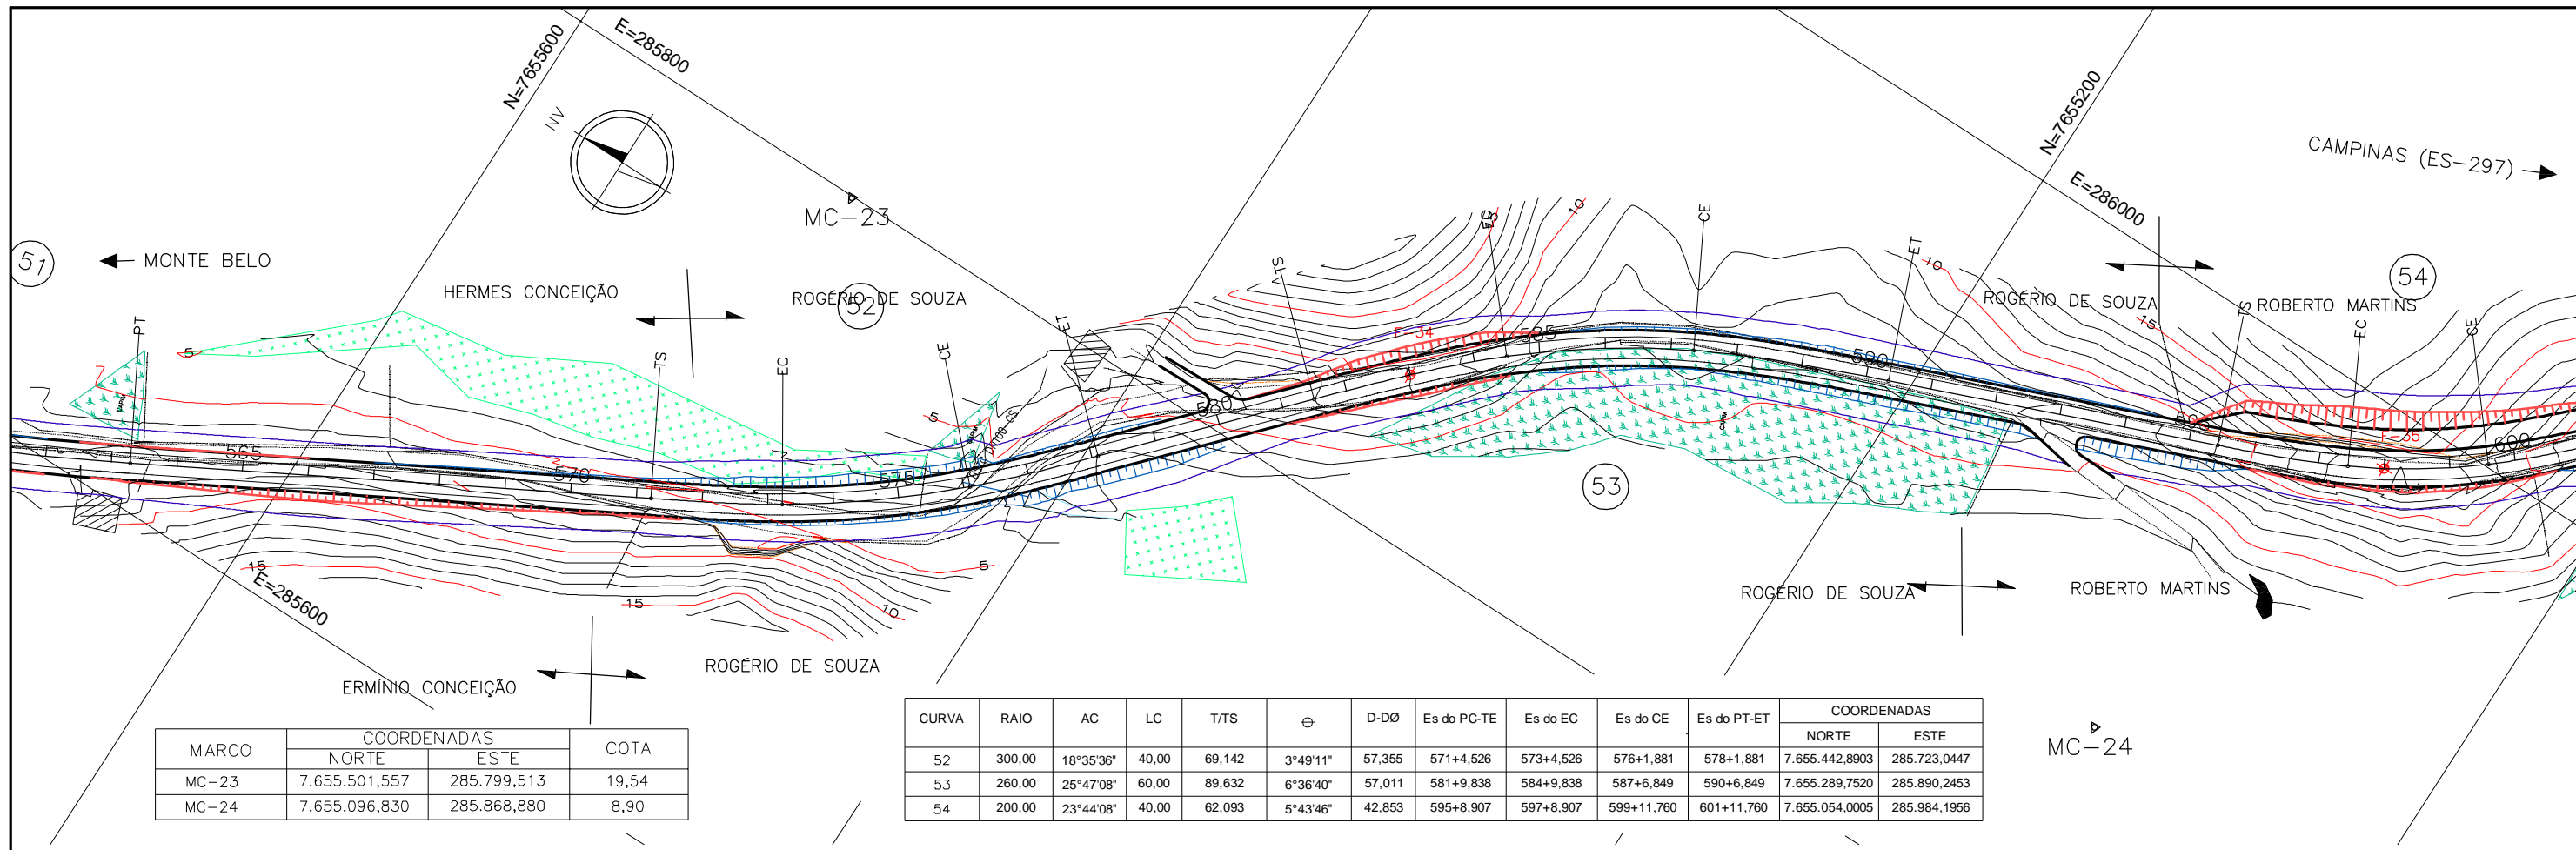 N=7655600
E=285800
NV
MC-23
N=7655200
E=286000
CAMPINAS (ES-297)
51
MONTE BELO
HERMES CONCEIÇÃO
ROGÉRIO DE SOUZA
52
ROGÉRIO DE SOUZA
ROBERTO MARTINS
54
PT
5
TS
EC
CE
ET
TS
CE
ET
TS
EC
CE
10
10
15
F-34
F-35
565
570
575
580
585
590
595
600
5
5
53
15
15
10
E=285600
ERMÍNIO CONCEIÇÃO
ROGÉRIO DE SOUZA
ROGÉRIO DE SOUZA
ROBERTO MARTINS
MC-24
MARCO COORDENADAS COTA
NORTE ESTE
MC-23 7.655.501,557 285.799,513 19,54
MC-24 7.655.096,830 285.868,880 8,90
CURVA RAIO AC LC T/TS Θ D-DØ Es do PC-TE Es do EC Es do CE Es do PT-ET COORDENADAS
NORTE ESTE
52 300,00 18°35'36" 40,00 69,142 3°49'11" 57,355 571+4,526 573+4,526 576+1,881 578+1,881 7.655.442,8903 285.723,0447
53 260,00 25°47'08" 60,00 89,632 6°36'40" 57,011 581+9,838 584+9,838 587+6,849 590+6,849 7.655.289,7520 285.890,2453
54 200,00 23°44'08" 40,00 62,093 5°43'46" 42,853 595+8,907 597+8,907 599+11,760 601+11,760 7.655.054,0005 285.984,1956